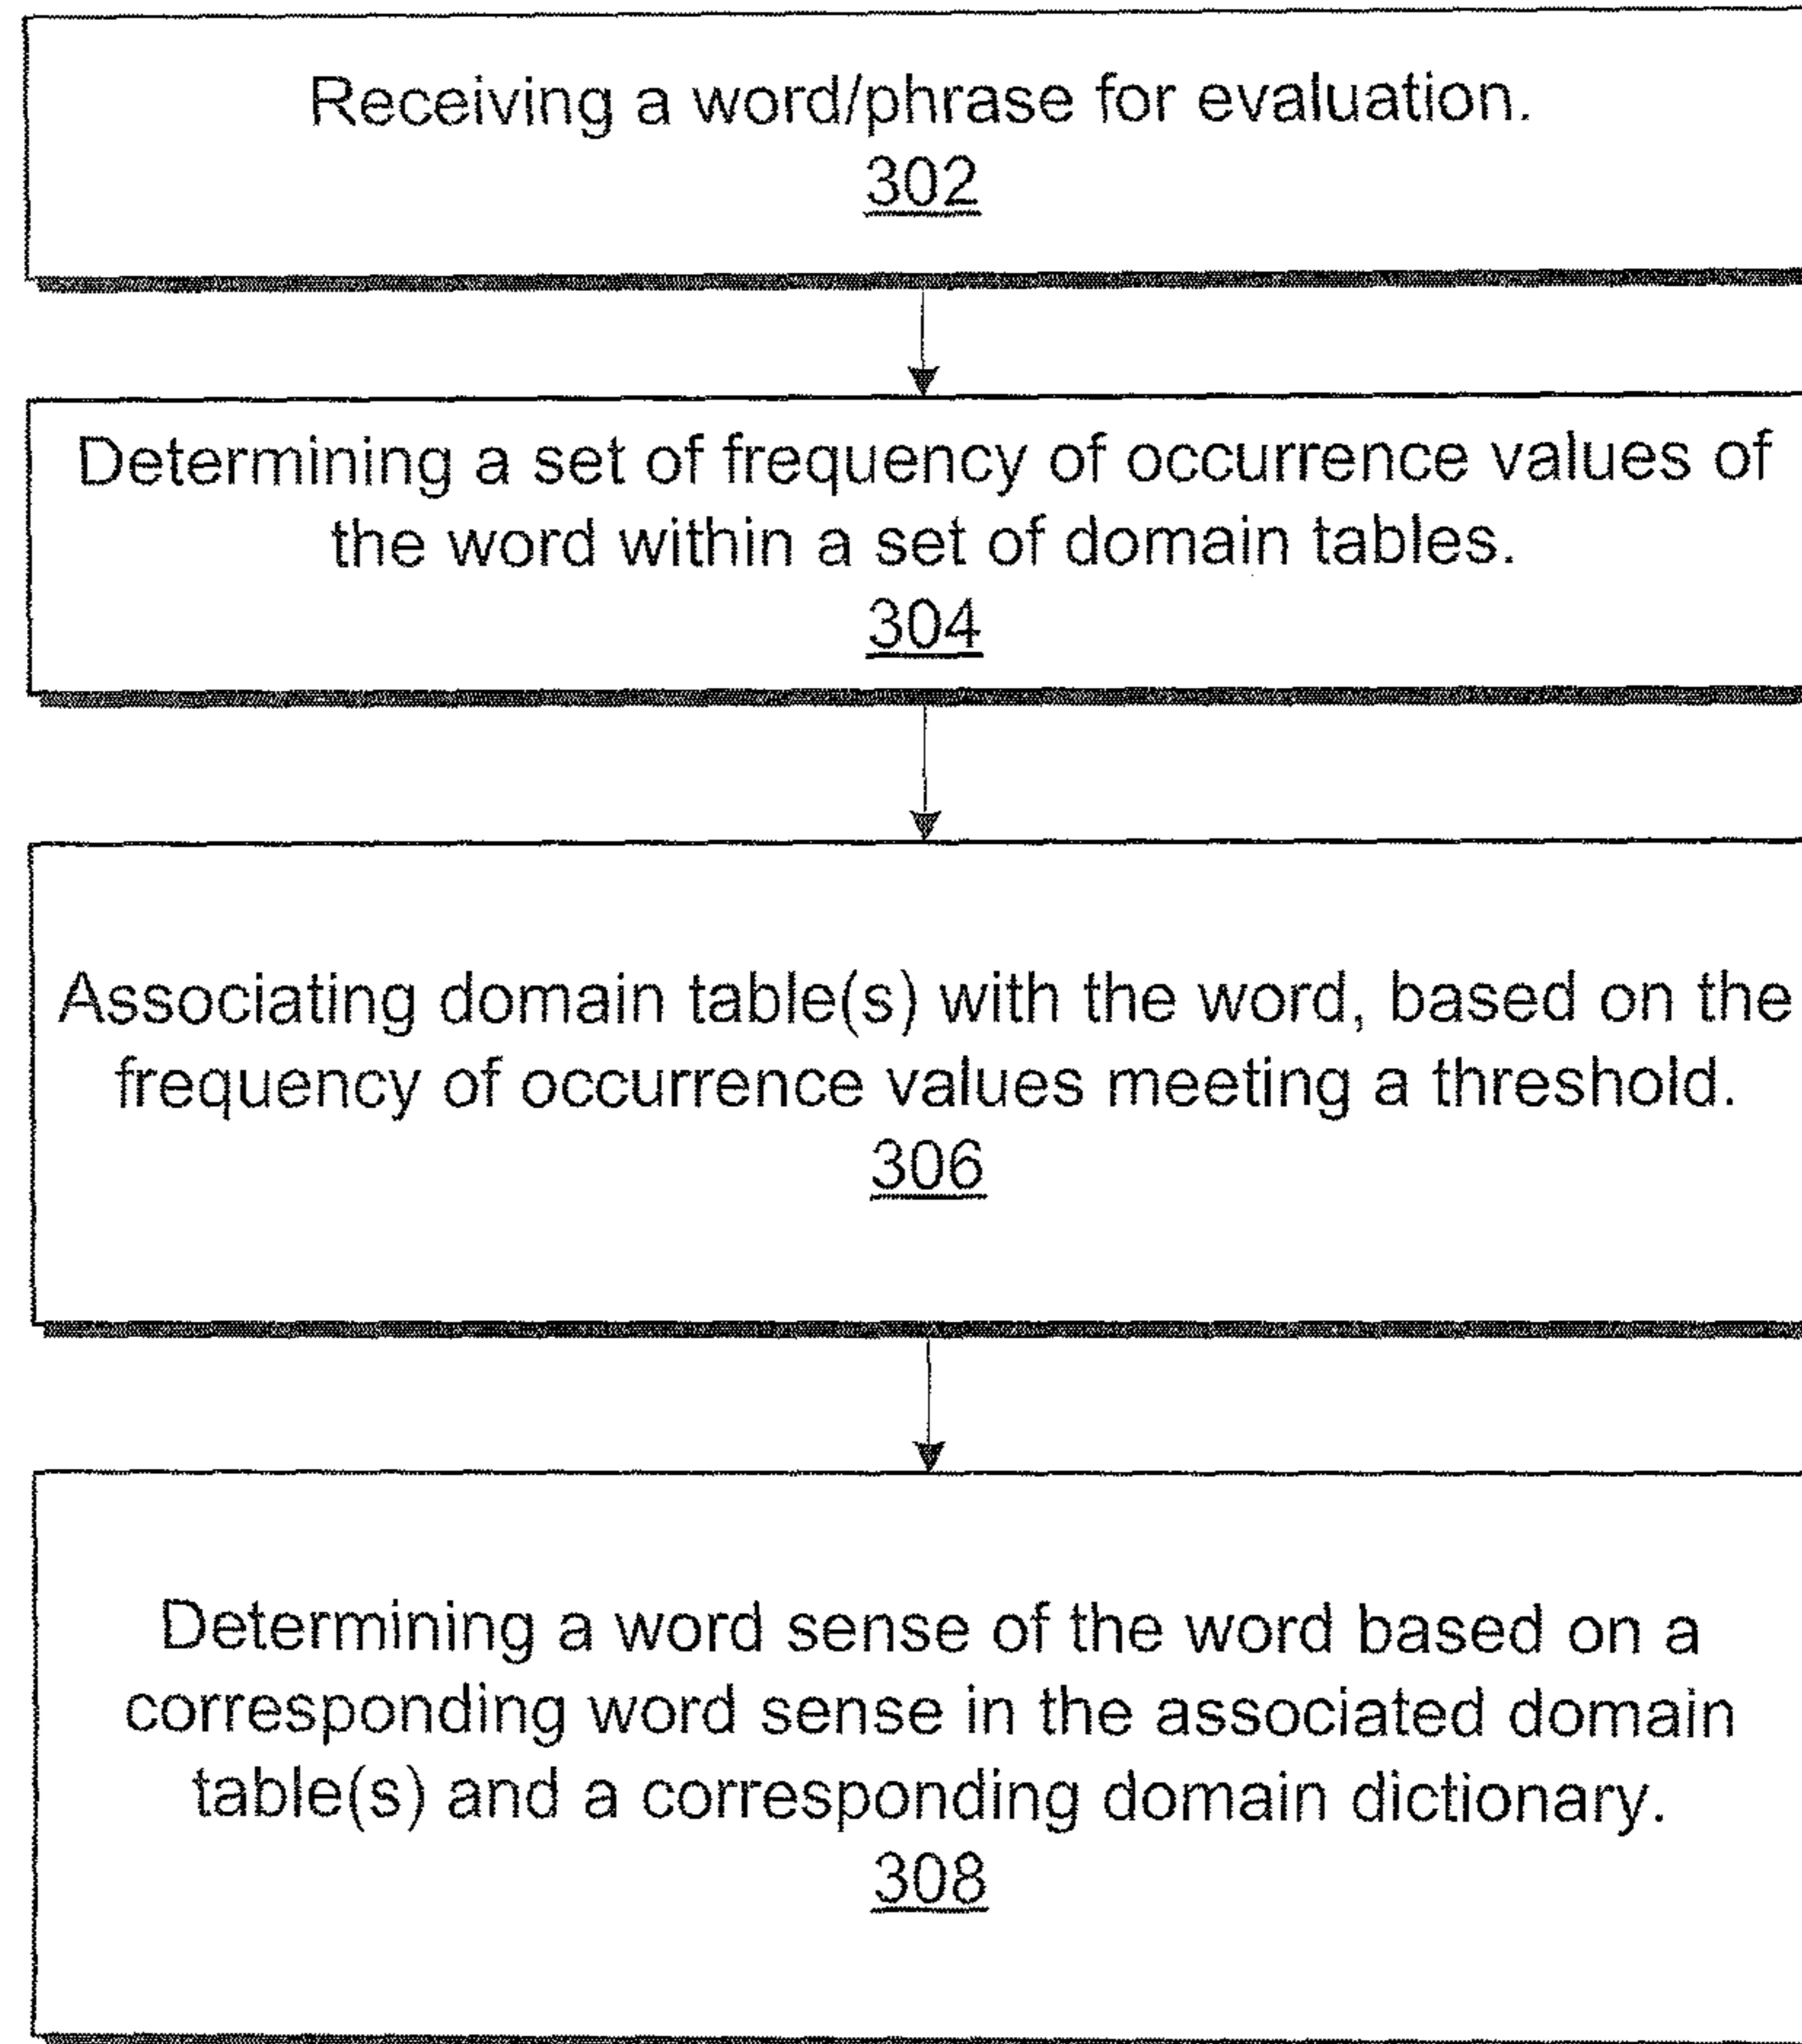 Receiving a word/phrase for evaluation.
302
Determining a set of frequency of occurrence values of
the word within a set of domain tables.
304
Associating domain table(s) with the word, based on the
frequency of occurrence values meeting a threshold.
306
Determining a word sense of the word based on a
corresponding word sense in the associated domain
table(s) and a corresponding domain dictionary.
308